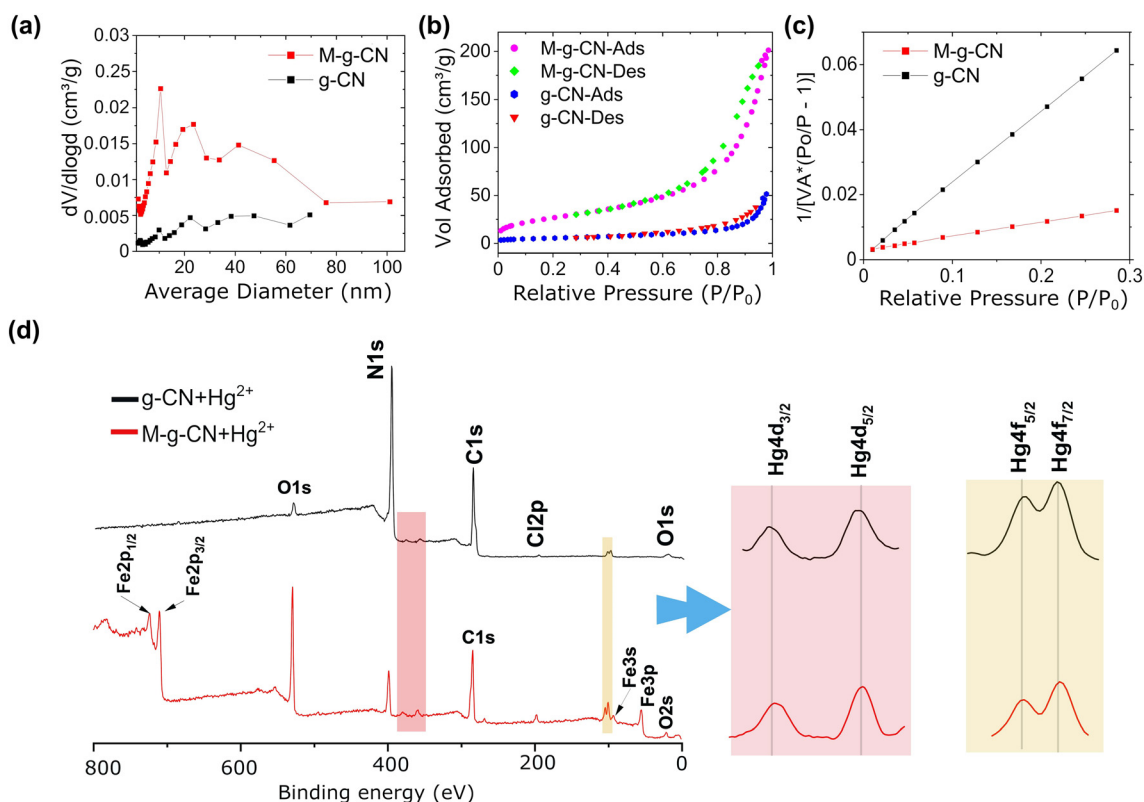 (a)
dV/dlogd (cm³/g)
0.03
0.025
0.02
0.015
0.01
0.005
0
M-g-CN
g-CN
20
40
60
80
100
Average Diameter (nm)
(b)
Vol Adsorbed (cm³/g)
200
150
100
50
0
M-g-CN-Ads
M-g-CN-Des
g-CN-Ads
g-CN-Des
0
0.2
0.4
0.6
0.8
1
Relative Pressure (P/P₀)
(c)
1/[VA*(Po/P - 1)]
0.06
0.04
0.02
0
M-g-CN
g-CN
0
0.1
0.2
0.3
Relative Pressure (P/P₀)
(d)
g-CN+Hg²⁺
M-g-CN+Hg²⁺
O1s
N1s
C1s
Cl2p
O1s
Fe2p1/2
Fe2p3/2
C1s
Fe3s
Fe3p
O2s
800
600
400
200
0
Binding energy (eV)
Hg4d3/2
Hg4d5/2
Hg4f5/2
Hg4f7/2